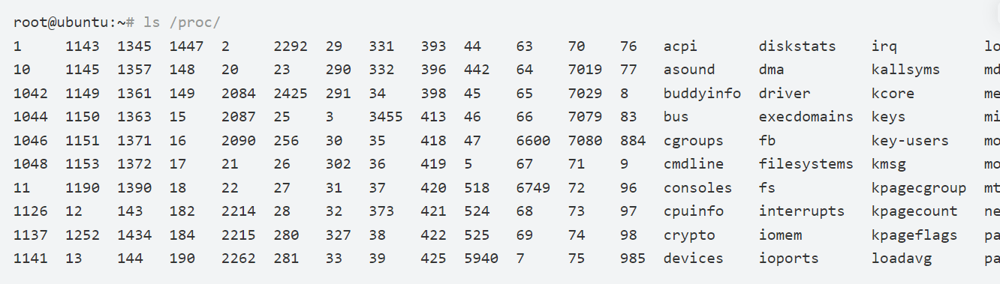 root@ubuntu:~# ls /proc/
1 1143 1345 1447 2 2292 29 331 393 44 63 70 76 acpi diskstats irq lo
10 1145 1357 148 20 23 290 332 396 442 64 7019 77 asound dma kallsyms md
1042 1149 1361 149 2084 2425 291 34 398 45 65 7029 8 buddyinfo driver kcore me
1044 1150 1363 15 2087 25 3 3455 413 46 66 7079 83 bus execdomains keys mi
1046 1151 1371 16 2090 256 30 35 418 47 6600 7080 884 cgroups fb key-users mo
1048 1153 1372 17 21 26 302 36 419 5 67 71 9 cmdline filesystems kmsg mo
11 1190 1390 18 22 27 31 37 420 518 6749 72 96 consoles fs kpagecgroup mt
1126 12 143 182 2214 28 32 373 421 524 68 73 97 cpuinfo interrupts kpagecount ne
1137 1252 1434 184 2215 280 327 38 422 525 69 74 98 crypto iomem kpageflags pa
1141 13 144 190 2262 281 33 39 425 5940 7 75 985 devices ioports loadavg pa